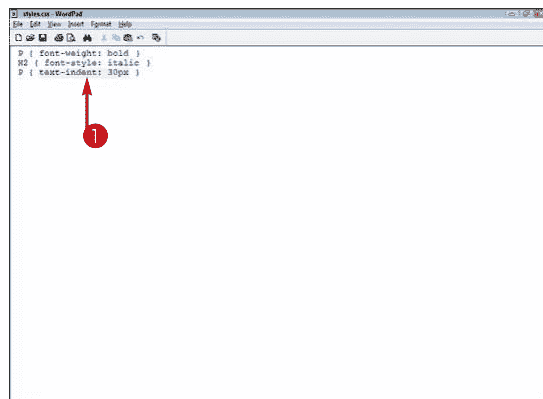 styles.css - WordPad
File Edit View Insert Format Help
P { font-weight: bold }
H2 { font-style: italic }
P { text-indent: 30px }
1